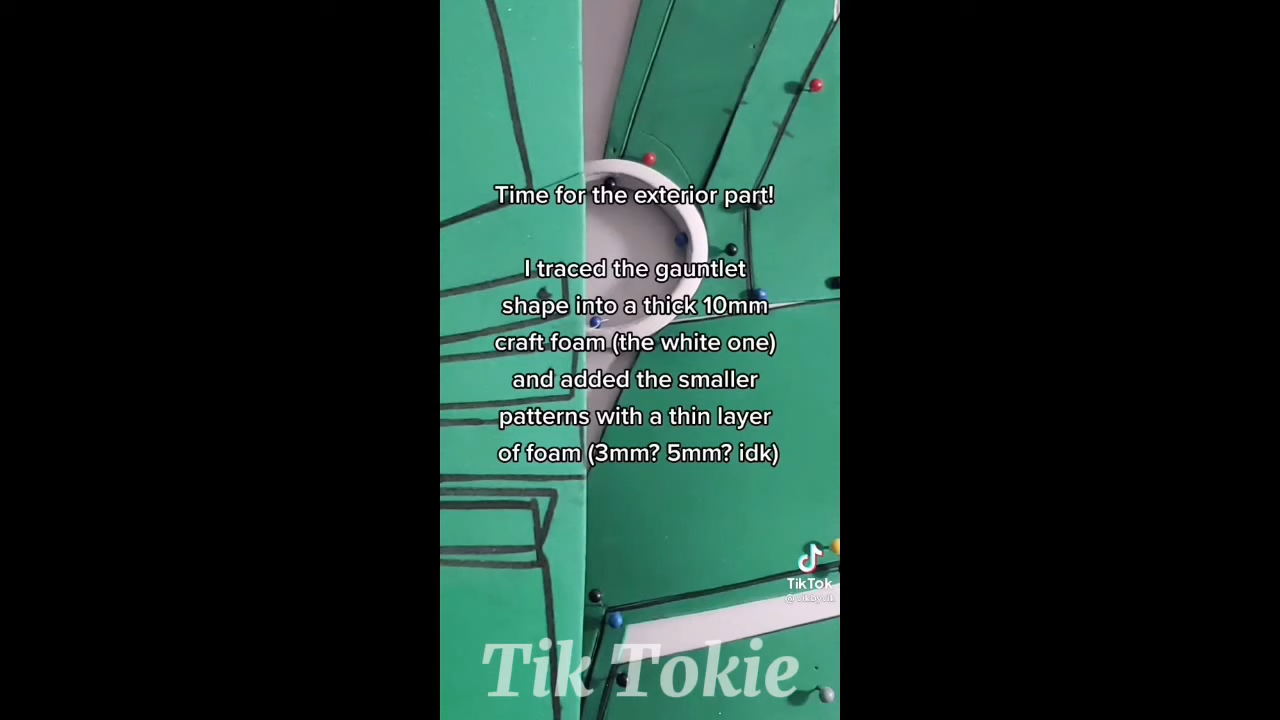 Time for the exterior part!
I traced the gauntlet
shape into a thick 10mm
craft foam (the white one)
and added the smaller
patterns with a thin layer
of foam (3mm? 5mm? idk)
TikTok
Tik Tokie